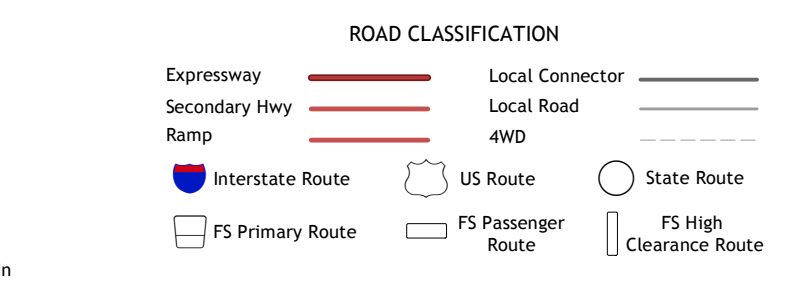 ROAD CLASSIFICATION
Expressway
Local Connector
Secondary Hwy
Local Road
Ramp
4WD
Interstate Route
US Route
State Route
FS Primary Route
FS Passenger
Route
FS High
Clearance Route
n